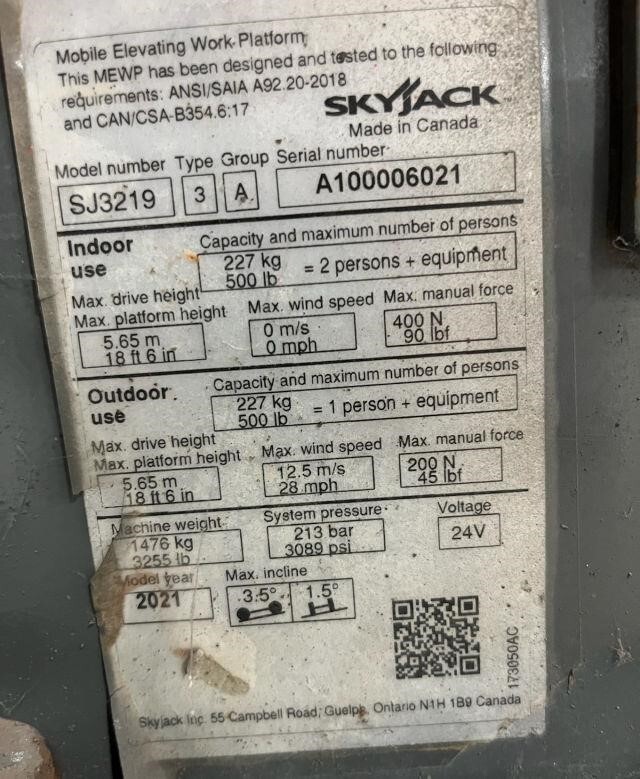 Mobile Elevating Work Platform
This MEWP has been designed and tested to the following
requirements: ANSI/SAIA A92.20-2018
and CAN/CSA-B354.6:17
SKYJACK
Made in Canada
Model number Type Group Serial number
SJ3219 3 A A100006021
Indoor use
Capacity and maximum number of persons
227 kg
500 lb = 2 persons + equipment
Max. drive height
Max. platform height Max. wind speed Max. manual force
5.65 m 0 m/s 400 N
18 ft 6 in 0 mph 90 lbf
Outdoor use
Capacity and maximum number of persons
227 kg
500 lb = 1 person + equipment
Max. drive height
Max. platform height Max. wind speed Max. manual force
5.65 m 12.5 m/s 200 N
18 ft 6 in 28 mph 45 lbf
Machine weight System pressure Voltage
1476 kg 213 bar 24V
3255 lb 3089 psi
Model year Max. incline
2021 3.5° 1.5°
173050AC
Skyjack Inc. 55 Campbell Road, Guelph, Ontario N1H 1B9 Canada